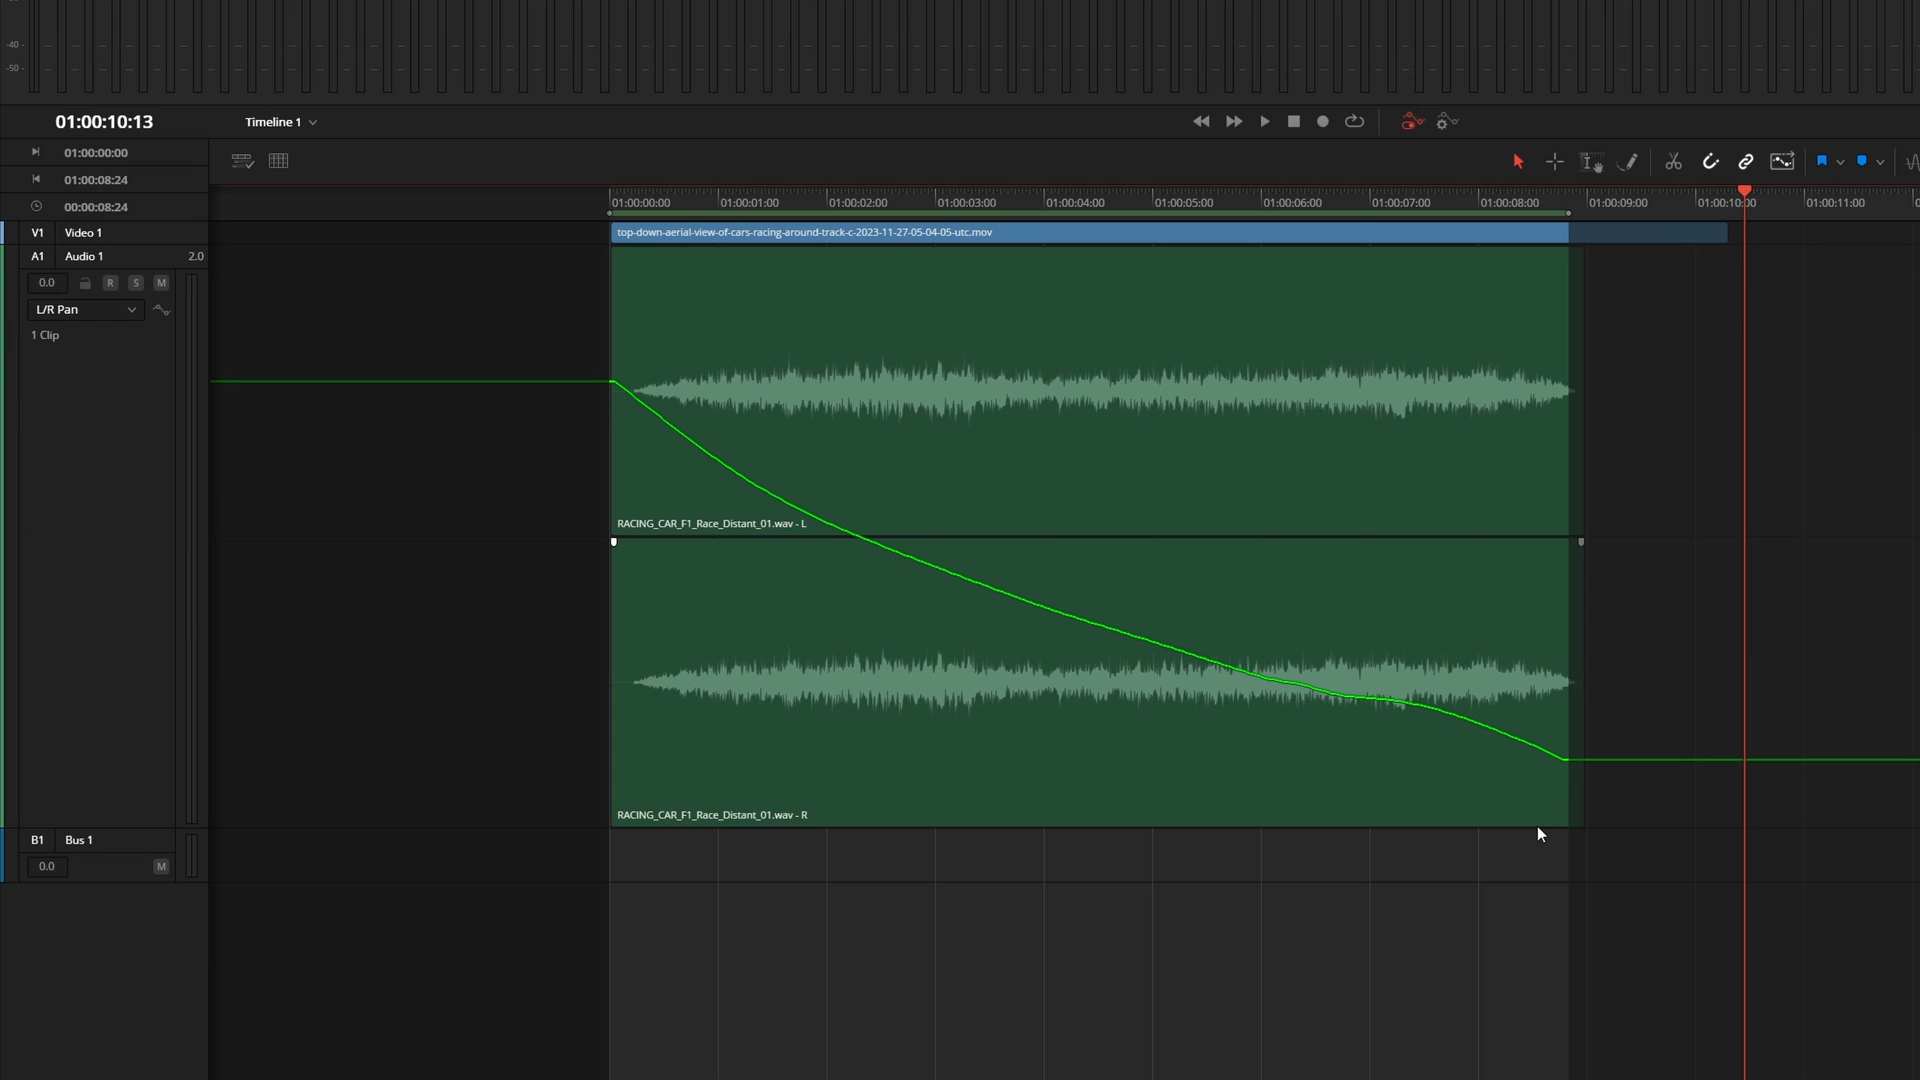 -40
-50
01:00:10:13
Timeline 1
01:00:00:00
01:00:08:24
00:00:08:24
01:00:00:00 01:00:01:00 01:00:02:00 01:00:03:00 01:00:04:00 01:00:05:00 01:00:06:00 01:00:07:00 01:00:08:00 01:00:09:00 01:00:10:00 01:00:11:00
V1 Video 1
top-down-aerial-view-of-cars-racing-around-track-c-2023-11-27-05-04-05-utc.mov
A1 Audio 1 2.0
0.0 R S M
L/R Pan
1 Clip
RACING_CAR_F1_Race_Distant_01.wav - L
RACING_CAR_F1_Race_Distant_01.wav - R
B1 Bus 1
0.0 M